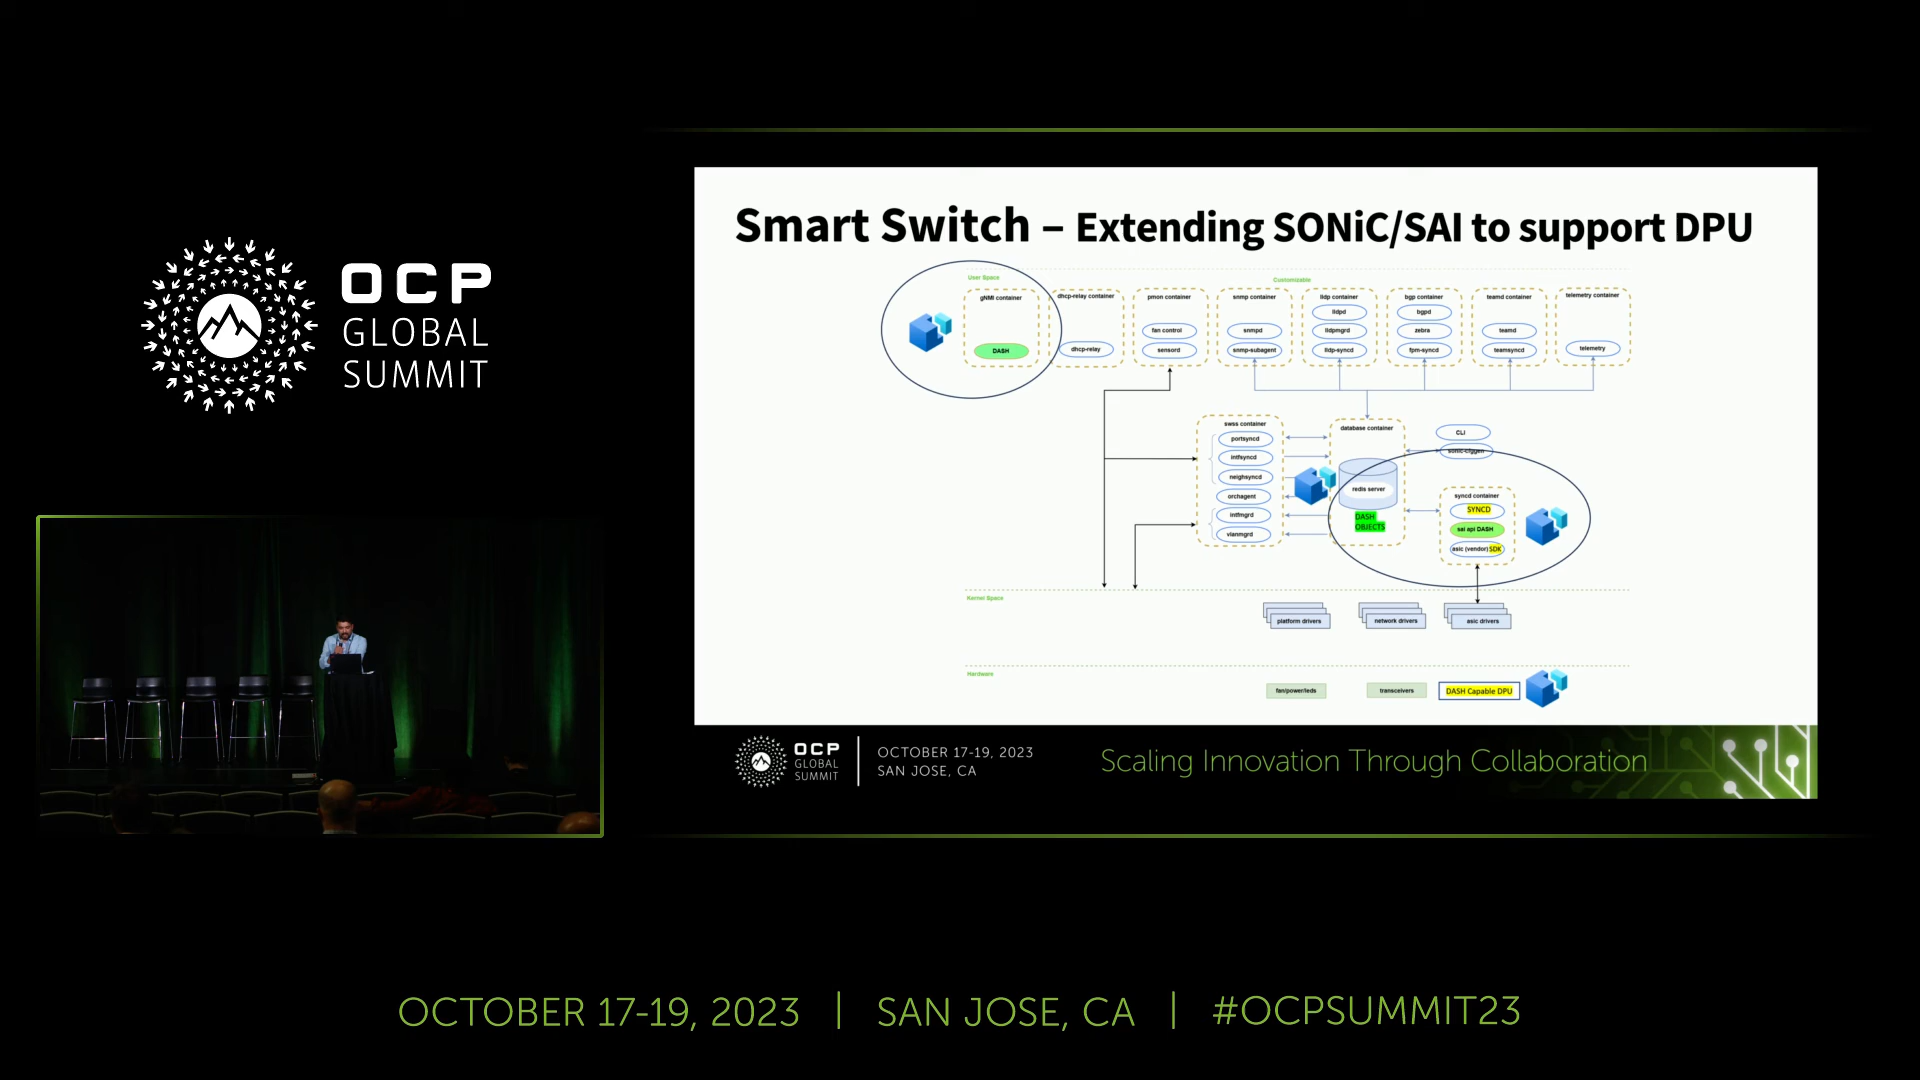 OCP
GLOBAL
SUMMIT
Smart Switch – Extending SONiC/SAI to support DPU
User Space
Customizable
gNMI container
DASH
dhcp-relay container
dhcp-relay
pmon container
fan control
sensord
snmp container
snmpd
snmp-subagent
lldp container
lldpd
lldpmgrd
lldp-syncd
bgp container
bgpd
zebra
fpm-syncd
teamd container
teamd
teamsyncd
telemetry container
telemetry
swss container
portsyncd
intfsyncd
neighsyncd
orchagent
intfmgrd
vlanmgrd
database container
redis server
DASH
OBJECTS
CLI
sonic-cfggen
syncd container
SYNCD
sai api DASH
asic (vendor) SDK
Kernel Space
platform drivers
network drivers
asic drivers
Hardware
fan/power/leds
transceivers
DASH Capable DPU
OCP
GLOBAL
SUMMIT
OCTOBER 17-19, 2023
SAN JOSE, CA
Scaling Innovation Through Collaboration
OCTOBER 17-19, 2023 | SAN JOSE, CA | #OCPSUMMIT23